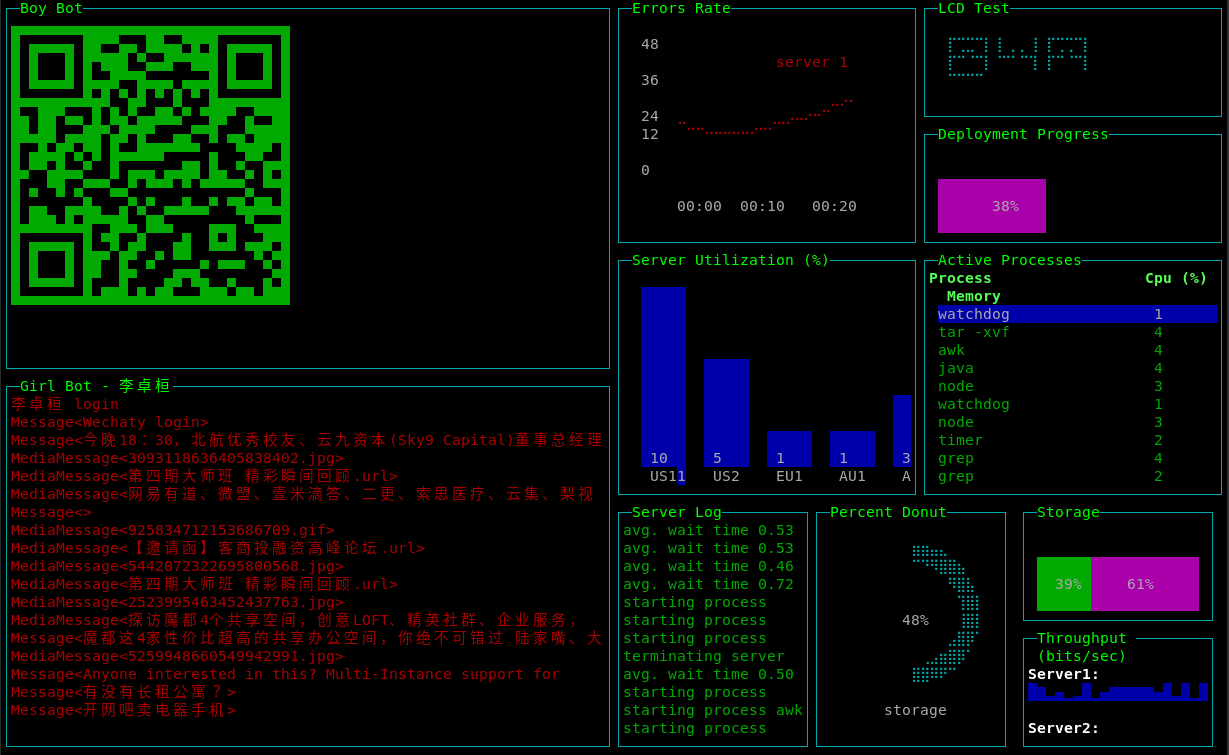 Boy Bot
Girl Bot - 李卓桓
李卓桓 login
Message<Wechaty login>
Message<今晚18：30，北航优秀校友、云九资本(Sky9 Capital)董事总经理
MediaMessage<3093118636405838402.jpg>
MediaMessage<第四期大师班 精彩瞬间回顾.url>
MediaMessage<网易有道、微盟、壹米滴答、二更、索思医疗、云集、梨视
Message<>
MediaMessage<925834712153686709.gif>
MediaMessage<【邀请函】客商投融资高峰论坛.url>
MediaMessage<5442072322695800568.jpg>
MediaMessage<第四期大师班 精彩瞬间回顾.url>
MediaMessage<2523995463452437763.jpg>
MediaMessage<探访魔都4个共享空间，创意LOFT、精英社群、企业服务，
Message<魔都这4家性价比超高的共享办公空间，你绝不可错过 陆家嘴、大
MediaMessage<5259948660549942991.jpg>
Message<Anyone interested in this? Multi-Instance support for
Message<有没有长租公寓？>
Message<开网吧卖电器手机>
Errors Rate
48
server 1
36
24
12
0
00:00 00:10 00:20
Server Utilization (%)
10 5 1 1 3
US11 US2 EU1 AU1 A
Server Log
avg. wait time 0.53
avg. wait time 0.53
avg. wait time 0.46
avg. wait time 0.72
starting process
starting process
starting process
terminating server
avg. wait time 0.50
starting process
starting process awk
starting process
Percent Donut
48%
storage
LCD Test
Deployment Progress
38%
Active Processes
Process Cpu (%)
Memory
watchdog 1
tar -xvf 4
awk 4
java 4
node 3
watchdog 1
node 3
timer 2
grep 4
grep 2
Storage
39% 61%
Throughput
(bits/sec)
Server1:
Server2: